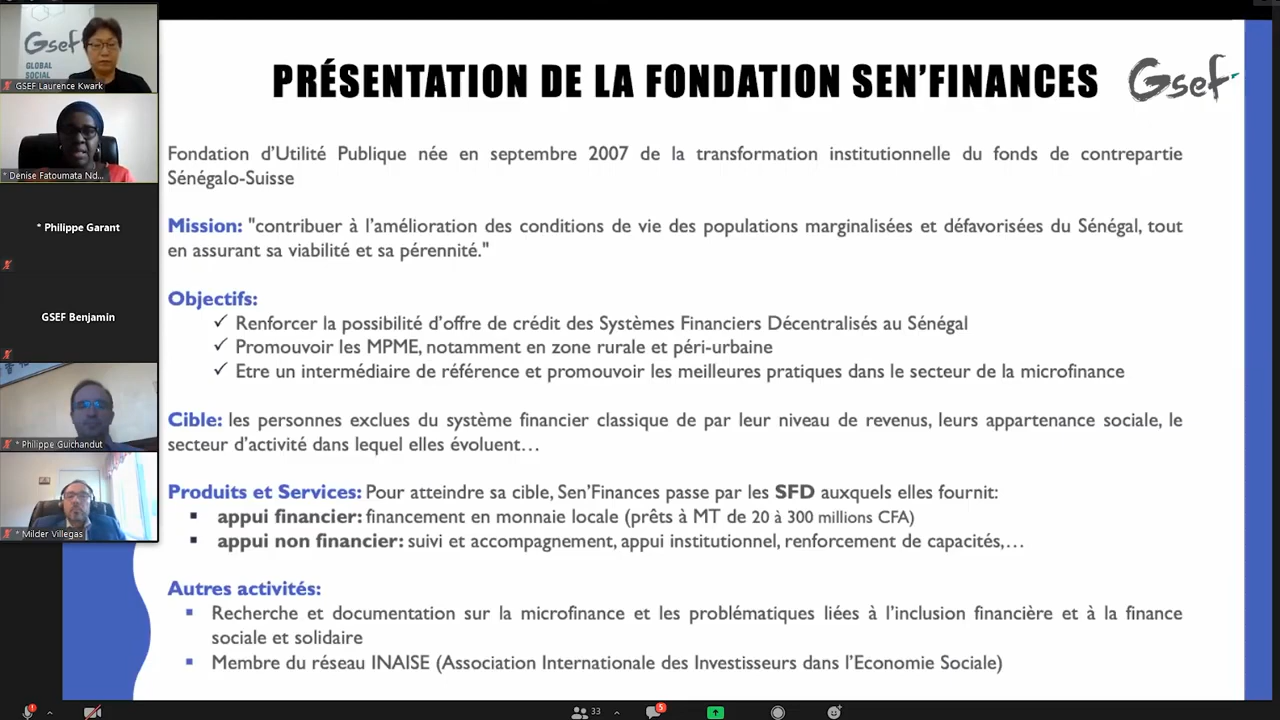 Gsef
GLOBAL
SOCIAL
GSEF Laurence Kwark
* Denise Fatoumata Nd...
* Philippe Garant
GSEF Benjamin
* Philippe Guichandut
* Milder Villegas
PRÉSENTATION DE LA FONDATION SEN’FINANCES
Gsef
Fondation d’Utilité Publique née en septembre 2007 de la transformation institutionnelle du fonds de contrepartie
Sénégalo-Suisse
Mission: "contribuer à l’amélioration des conditions de vie des populations marginalisées et défavorisées du Sénégal, tout
en assurant sa viabilité et sa pérennité."
Objectifs:
✓ Renforcer la possibilité d’offre de crédit des Systèmes Financiers Décentralisés au Sénégal
✓ Promouvoir les MPME, notamment en zone rurale et péri-urbaine
✓ Etre un intermédiaire de référence et promouvoir les meilleures pratiques dans le secteur de la microfinance
Cible: les personnes exclues du système financier classique de par leur niveau de revenus, leurs appartenance sociale, le
secteur d’activité dans lequel elles évoluent…
Produits et Services: Pour atteindre sa cible, Sen’Finances passe par les SFD auxquels elles fournit:
▪ appui financier: financement en monnaie locale (prêts à MT de 20 à 300 millions CFA)
▪ appui non financier: suivi et accompagnement, appui institutionnel, renforcement de capacités,…
Autres activités:
▪ Recherche et documentation sur la microfinance et les problématiques liées à l’inclusion financière et à la finance
sociale et solidaire
▪ Membre du réseau INAISE (Association Internationale des Investisseurs dans l’Economie Sociale)
33
5